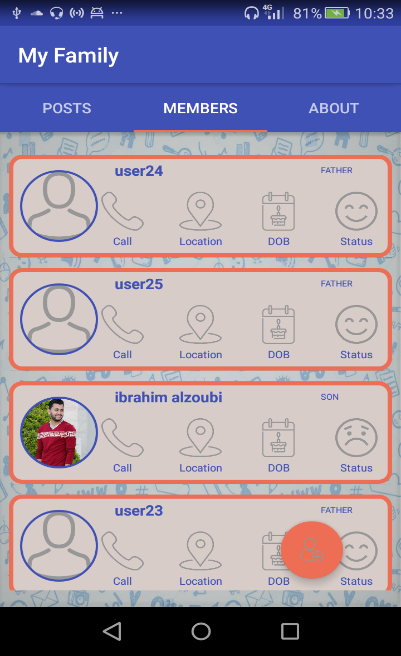 4G 81% 10:33
My Family
POSTS MEMBERS ABOUT
user24 FATHER
Call Location DOB Status
user25 FATHER
Call Location DOB Status
ibrahim alzoubi SON
Call Location DOB Status
user23 FATHER
Call Location DOB Status